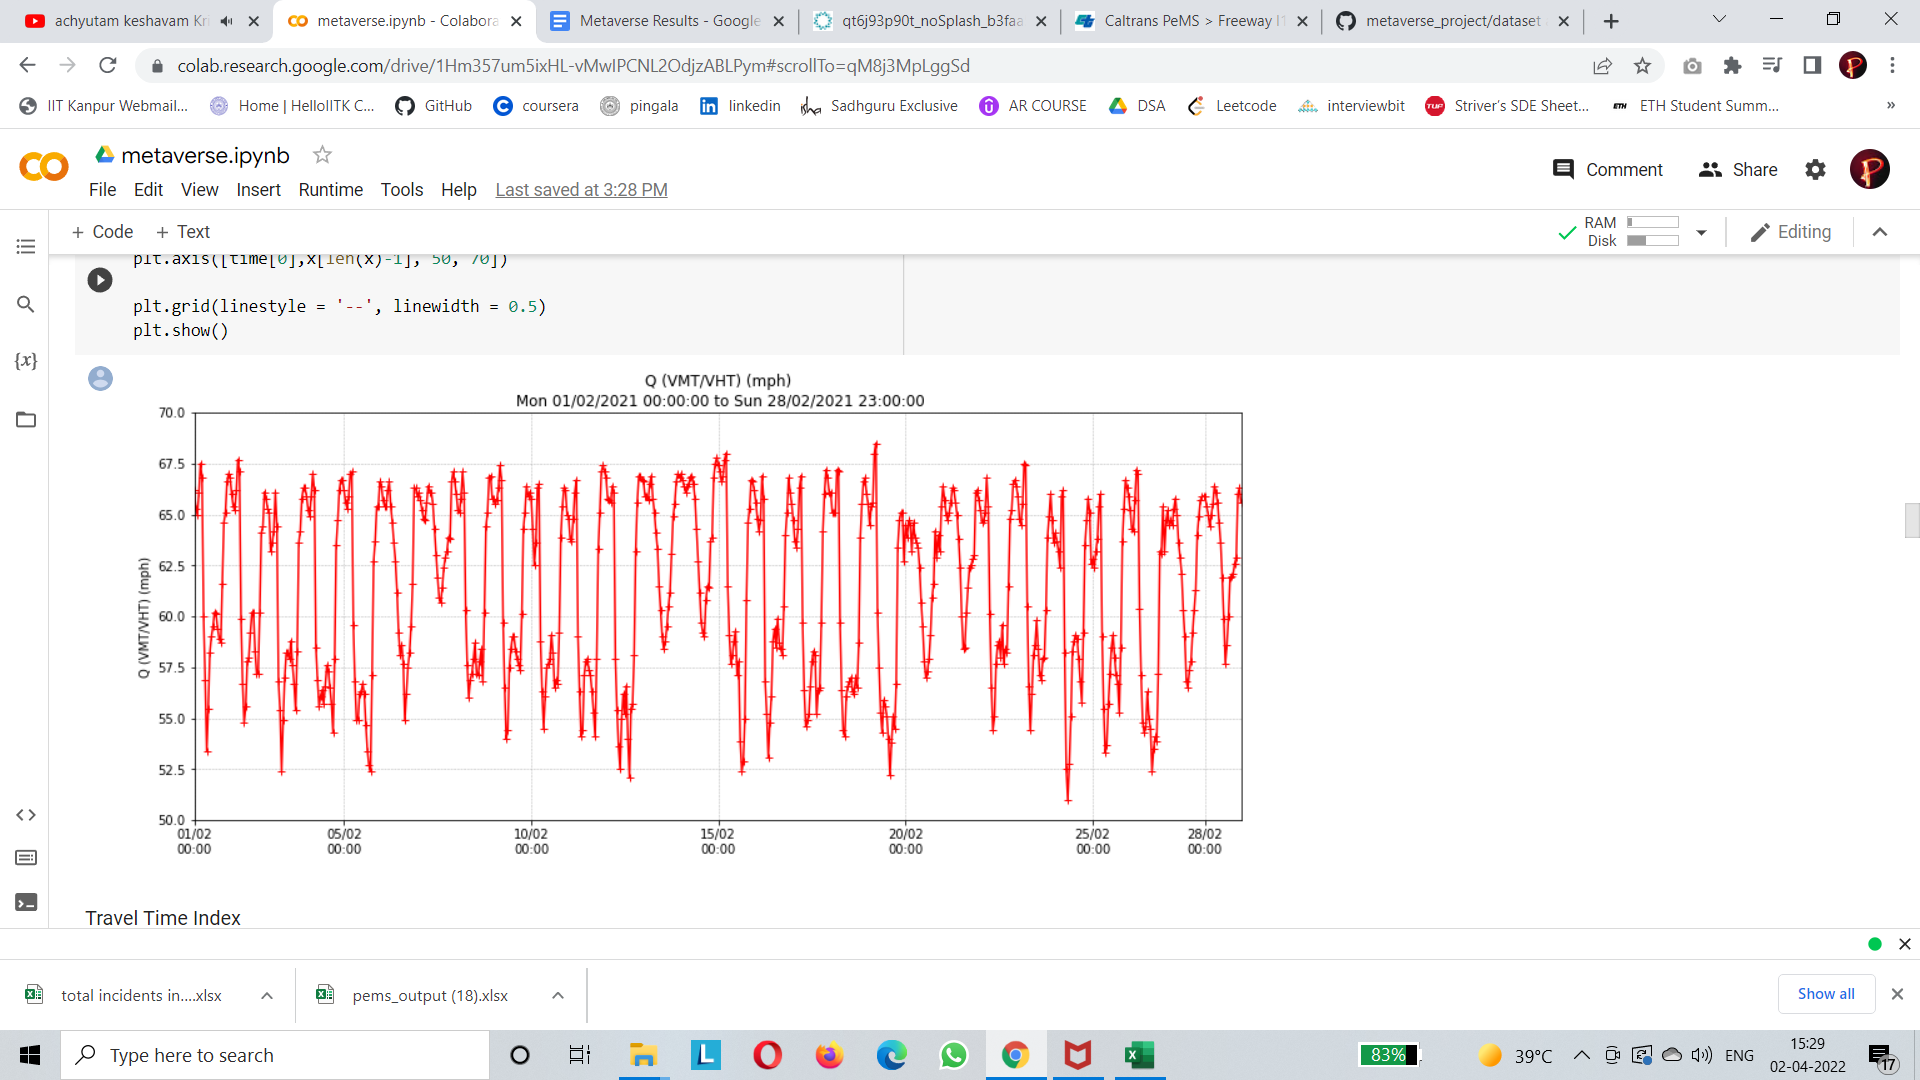 achyutam keshavam Kri
metaverse.ipynb - Colabora
Metaverse Results - Google
qt6j93p90t_noSplash_b3faa
Caltrans PeMS > Freeway I1
metaverse_project/dataset
colab.research.google.com/drive/1Hm357um5ixHL-vMwIPCNL2OdjzABLPym#scrollTo=qM8j3MpLggSd
IIT Kanpur Webmail...
Home | HelloIITK C...
GitHub
coursera
pingala
linkedin
Sadhguru Exclusive
AR COURSE
DSA
Leetcode
interviewbit
Striver's SDE Sheet...
ETH Student Summ...
»
metaverse.ipynb
Comment
Share
File Edit View Insert Runtime Tools Help Last saved at 3:28 PM
+ Code + Text
RAM
Disk
Editing
plt.axis([time[0],x[len(x)-1], 50, 70])
{x}
plt.grid(linestyle = '--', linewidth = 0.5)
plt.show()
Q (VMT/VHT) (mph)
Mon 01/02/2021 00:00:00 to Sun 28/02/2021 23:00:00
70.0
67.5
65.0
62.5
60.0
57.5
55.0
52.5
50.0
Q (VMT/VHT) (mph)
01/02 05/02 10/02 15/02 20/02 25/02 28/02
00:00 00:00 00:00 00:00 00:00 00:00 00:00
Travel Time Index
total incidents in....xlsx
pems_output (18).xlsx
Show all
Type here to search
83%
39°C
ENG
15:29
02-04-2022
17